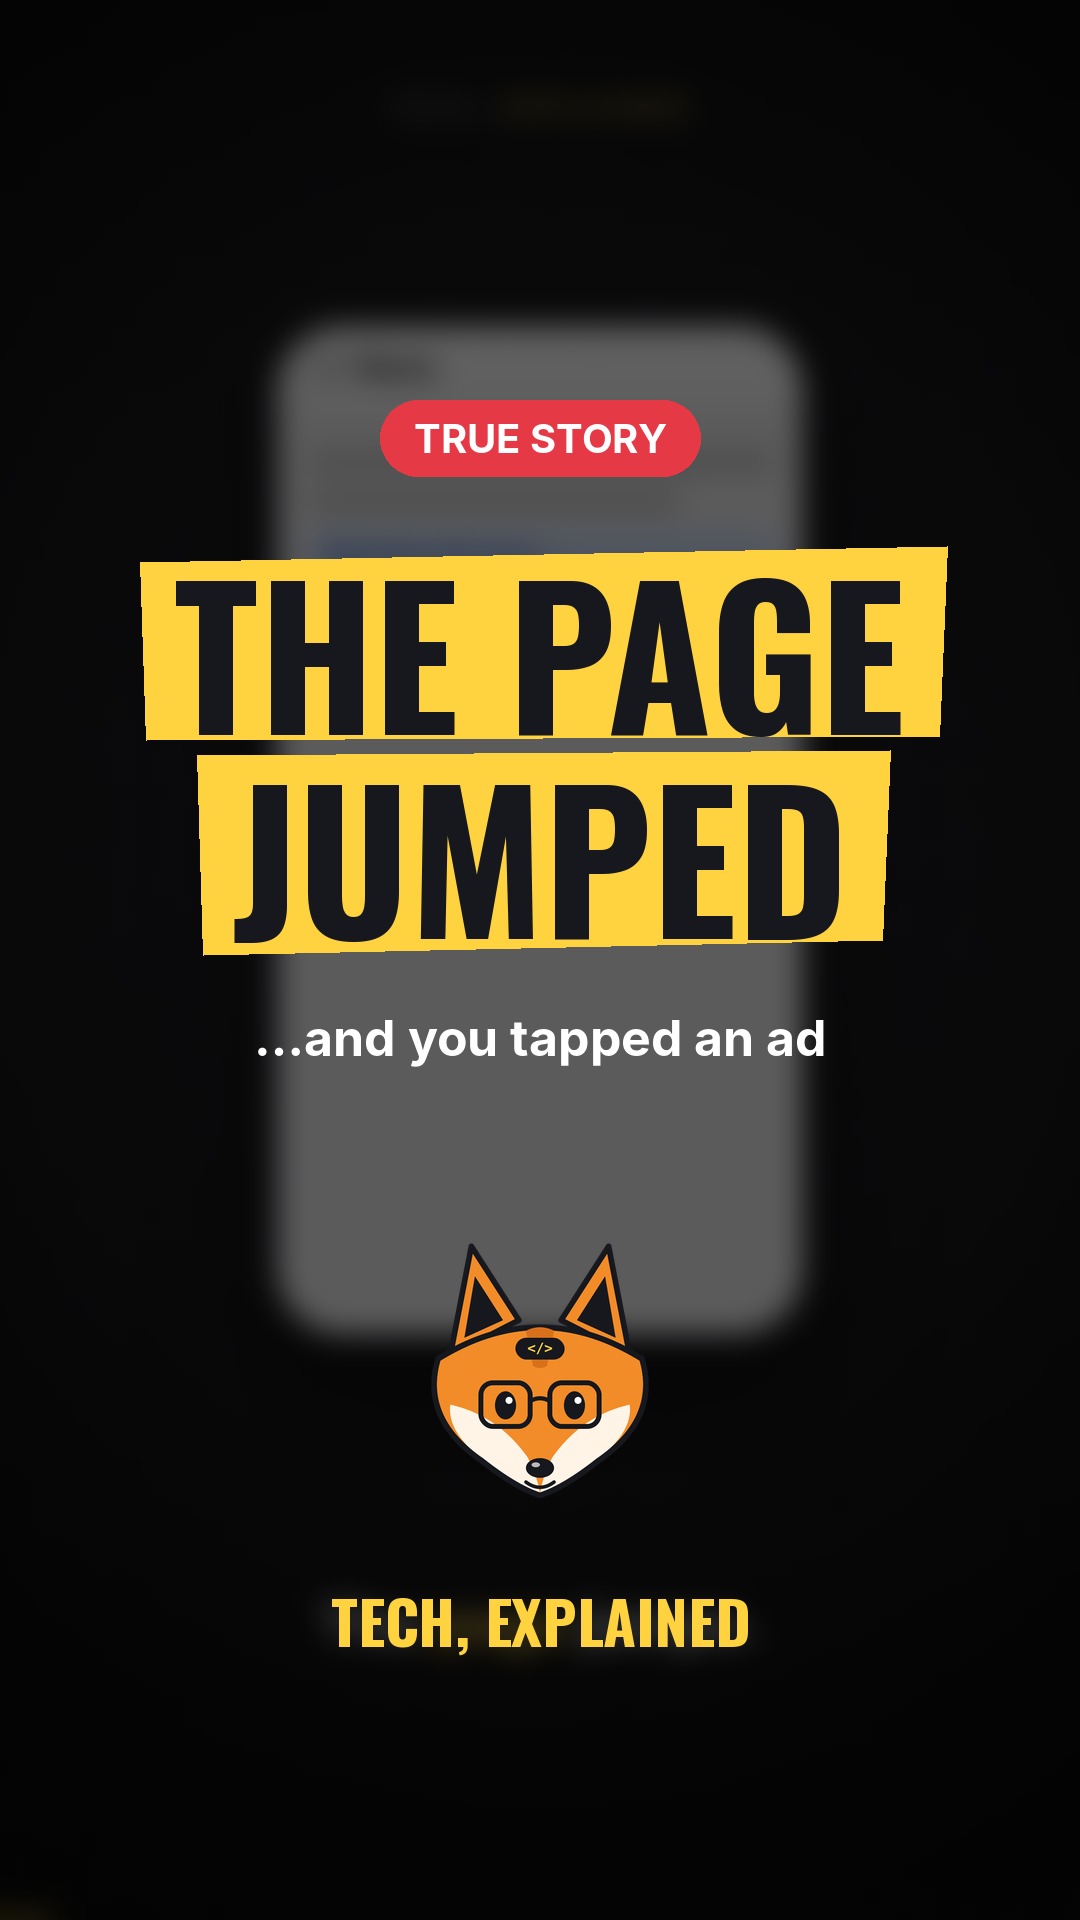 TRUE STORY
THE PAGE
JUMPED
...and you tapped an ad
</>
TECH, EXPLAINED